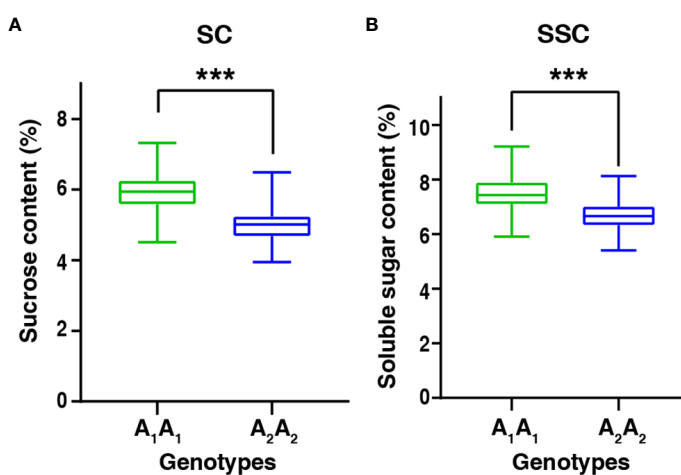 A
SC
***
Sucrose content (%)
8
6
4
2
0
A₁A₁ A₂A₂
Genotypes
B
SSC
***
Soluble sugar content (%)
10
8
6
4
2
0
A₁A₁ A₂A₂
Genotypes